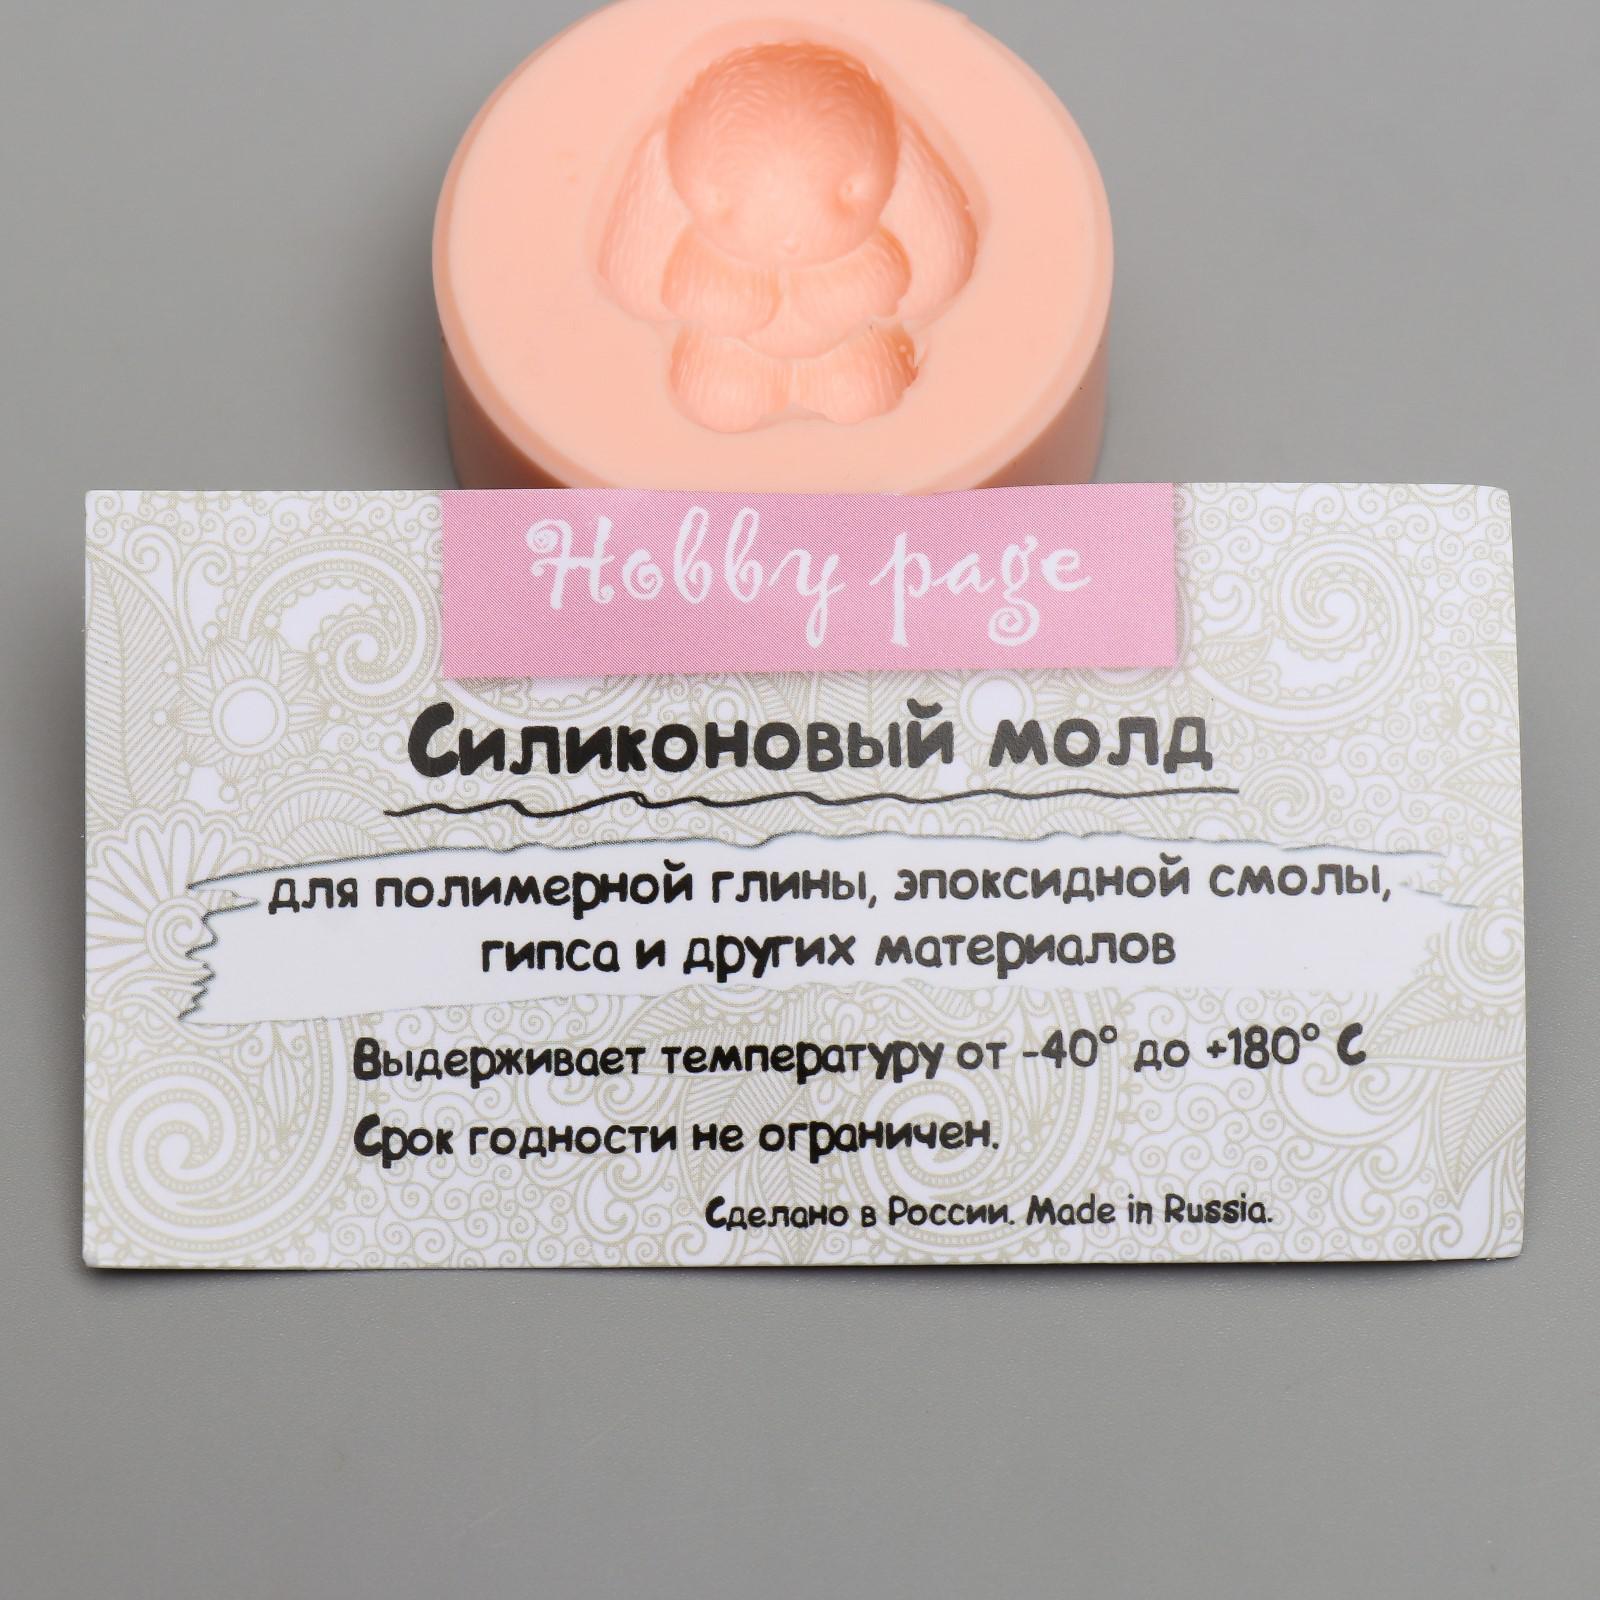 Hobby page
Силиконовый молд
для полимерной глины, эпоксидной смолы,
гипса и других материалов
Выдерживает температуру от -40° до +180° С
Срок годности не ограничен.
Сделано в России. Made in Russia.